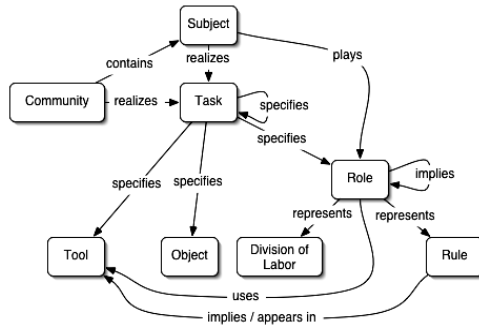 Subject
contains
realizes
plays
Community
realizes
Task
specifies
specifies
Role
implies
specifies
specifies
represents
represents
Tool
Object
Division of
Labor
Rule
uses
implies / appears in